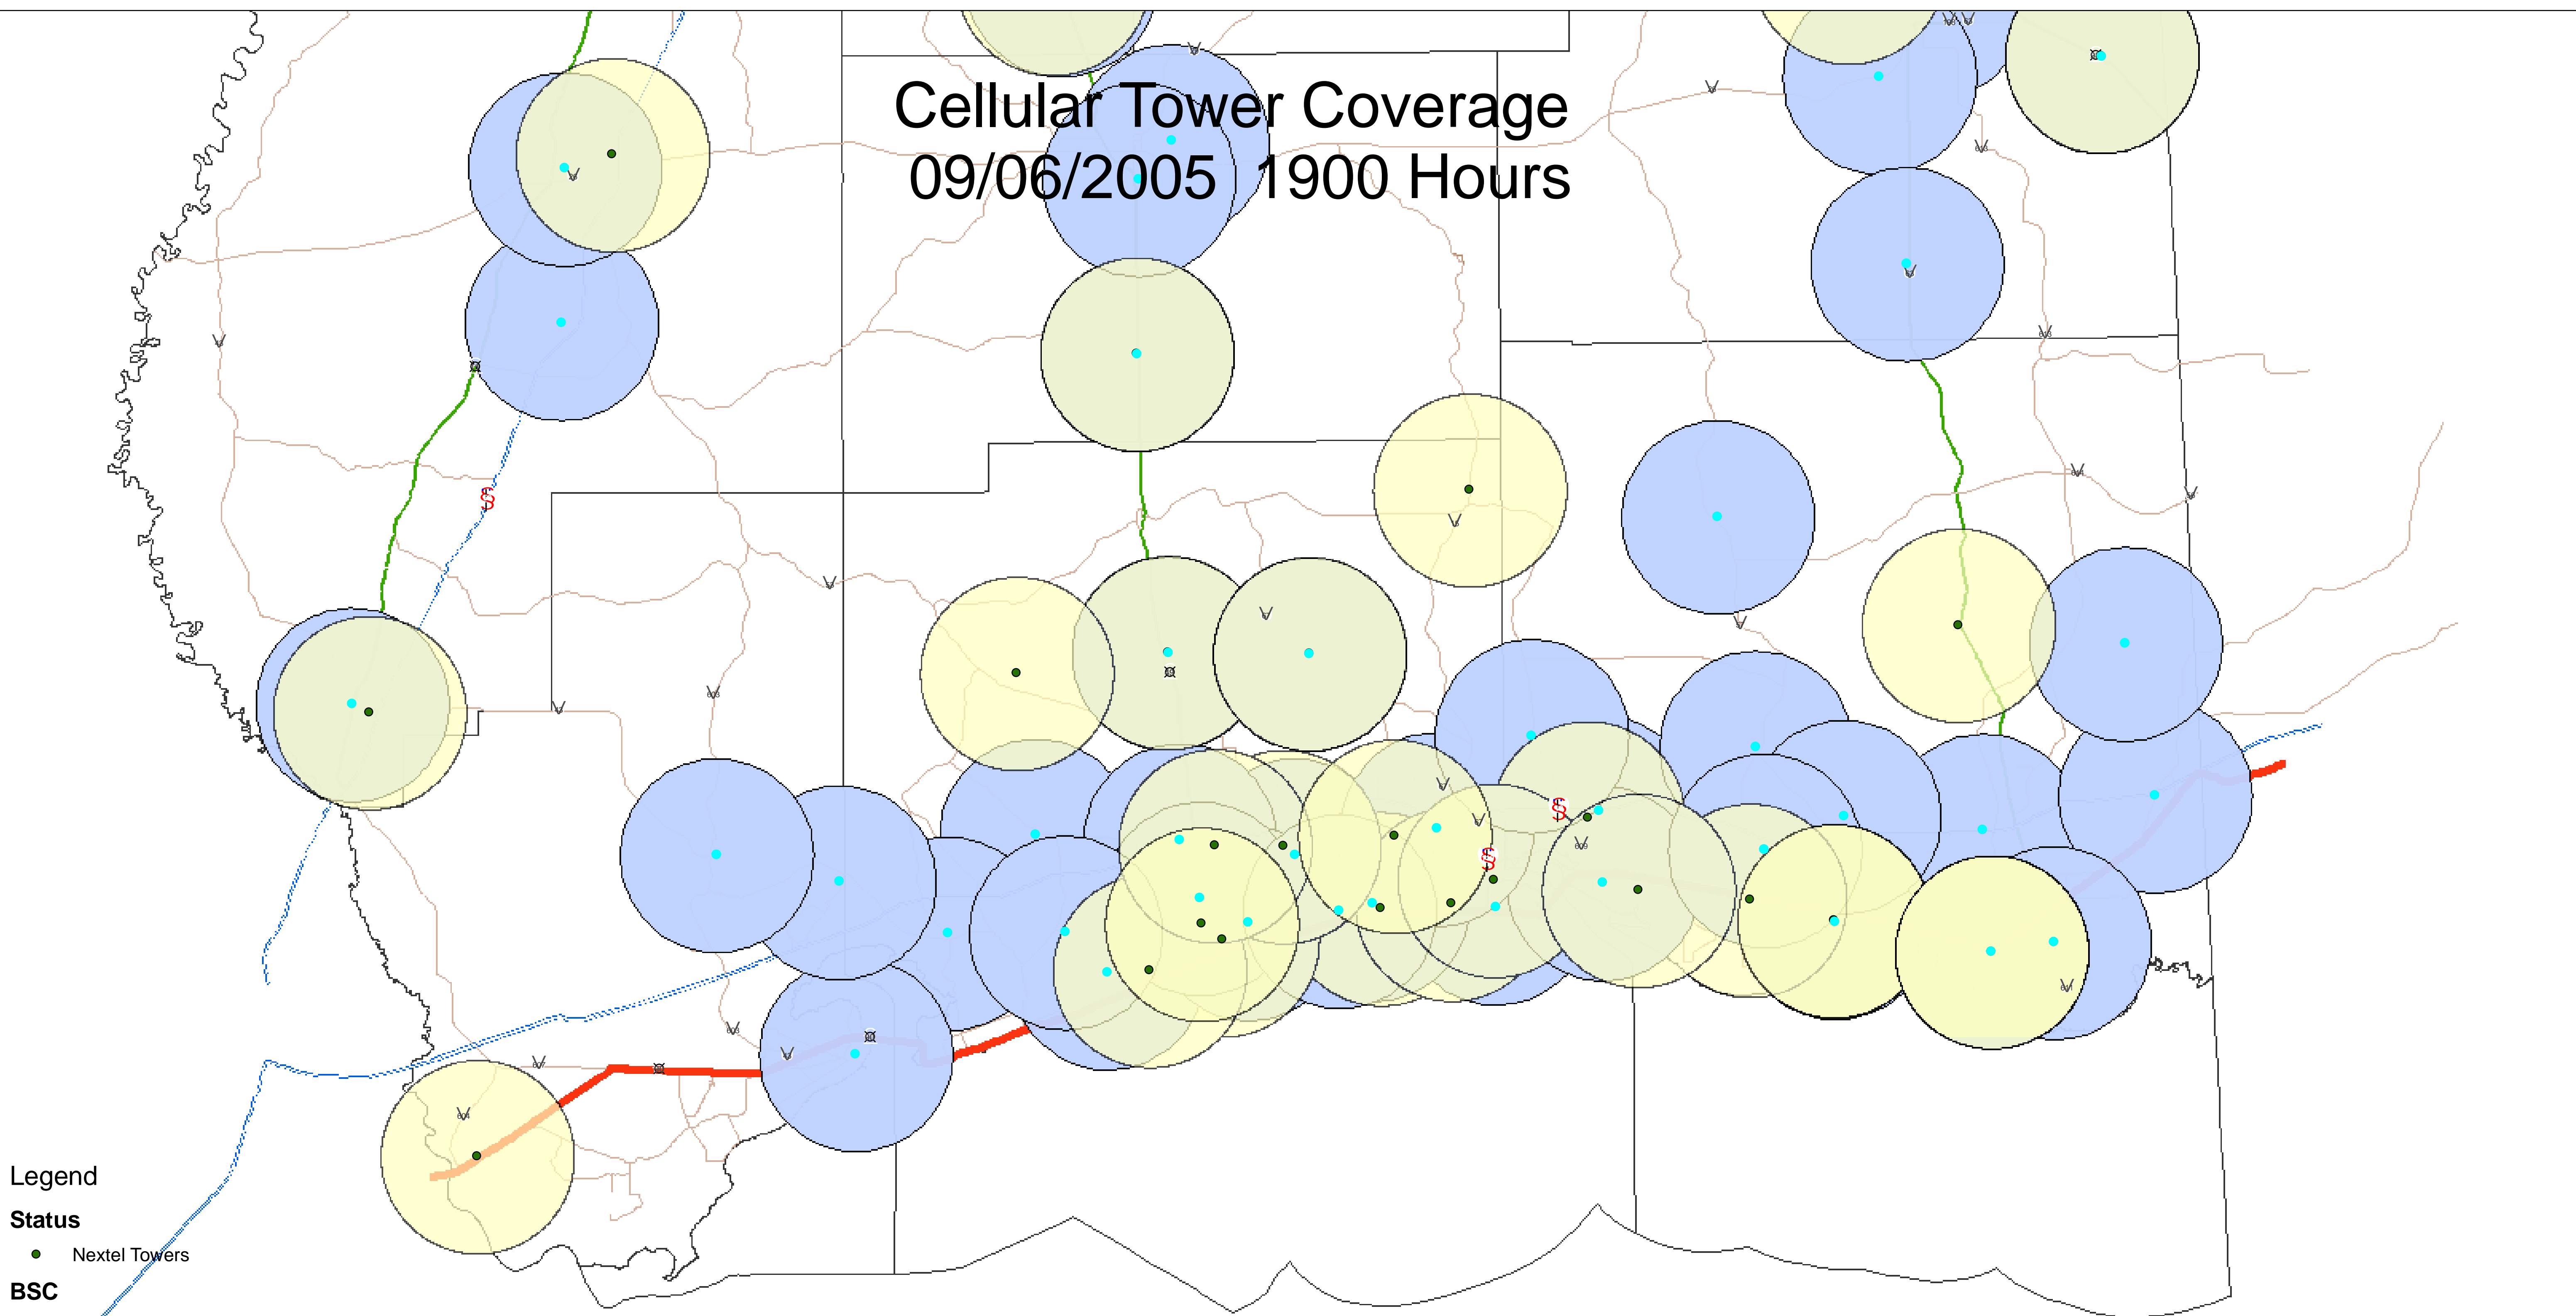 Cellular Tower Coverage
09/06/2005 1900 Hours
Legend
Status
Nextel Towers
BSC